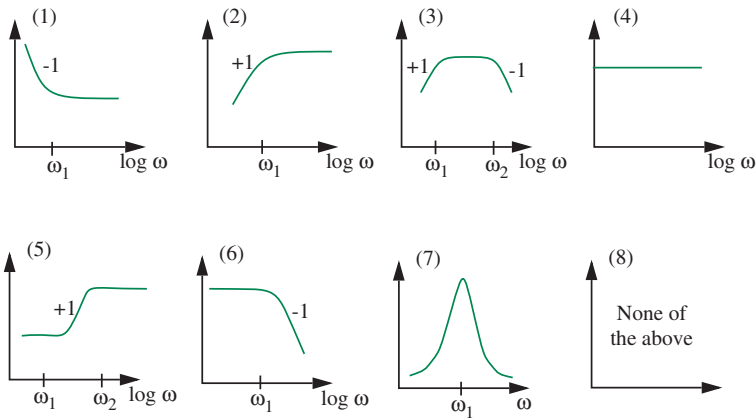 (1)
-1
ω1
log ω
(2)
+1
ω1
log ω
(3)
+1
-1
ω1
ω2
log ω
(4)
log ω
(5)
+1
ω1
ω2
log ω
(6)
-1
ω1
log ω
(7)
ω1
ω
(8)
None of
the above